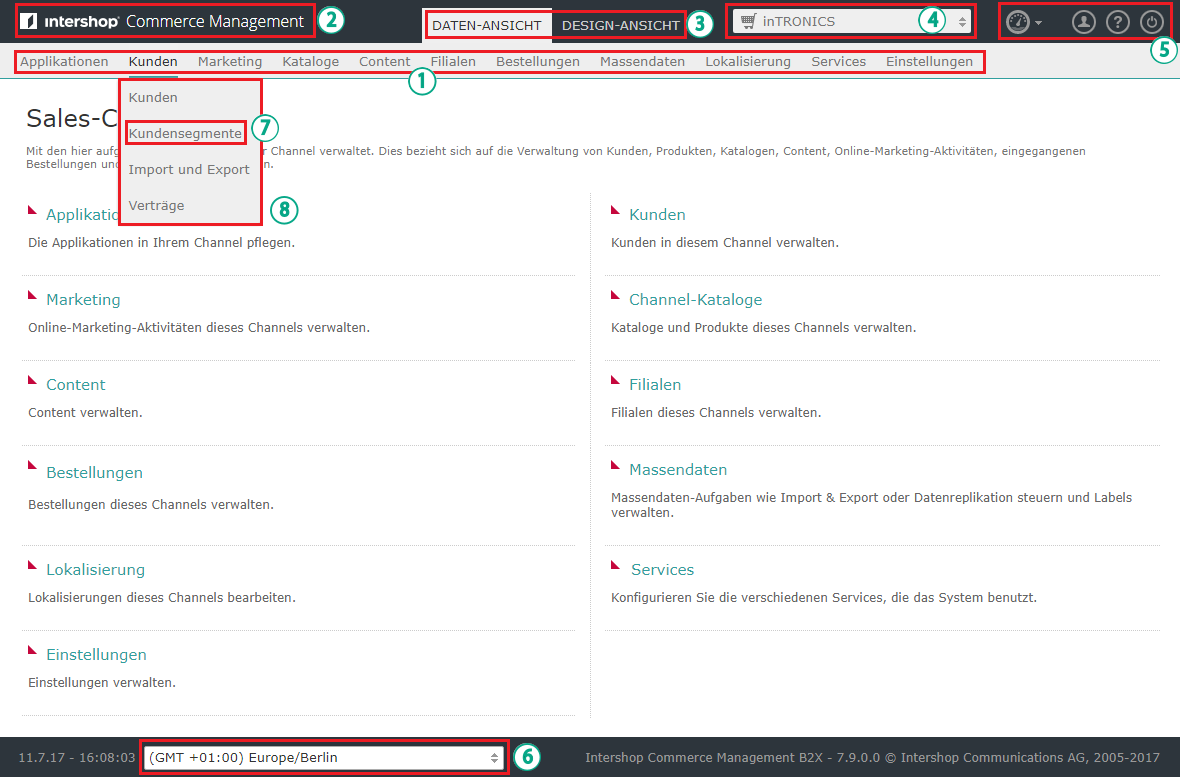 intershop® Commerce Management 2
DATEN-ANSICHT DESIGN-ANSICHT 3
inTRONICS 4
? 5
Applikationen Kunden Marketing Kataloge Content Filialen Bestellungen Massendaten Lokalisierung Services Einstellungen
1
Kunden
Kundensegmente 7
Import und Export
Verträge
8
Sales-C
Mit den hier aufg r Channel verwaltet. Dies bezieht sich auf die Verwaltung von Kunden, Produkten, Katalogen, Content, Online-Marketing-Aktivitäten, eingegangenen
Bestellungen un n.
Applikatio
Die Applikationen in Ihrem Channel pflegen.
Kunden
Kunden in diesem Channel verwalten.
Marketing
Online-Marketing-Aktivitäten dieses Channels verwalten.
Channel-Kataloge
Kataloge und Produkte dieses Channels verwalten.
Content
Content verwalten.
Filialen
Filialen dieses Channels verwalten.
Bestellungen
Bestellungen dieses Channels verwalten.
Massendaten
Massendaten-Aufgaben wie Import & Export oder Datenreplikation steuern und Labels
verwalten.
Lokalisierung
Lokalisierungen dieses Channels bearbeiten.
Services
Konfigurieren Sie die verschiedenen Services, die das System benutzt.
Einstellungen
Einstellungen verwalten.
11.7.17 - 16:08:03 (GMT +01:00) Europe/Berlin 6 Intershop Commerce Management B2X - 7.9.0.0 © Intershop Communications AG, 2005-2017